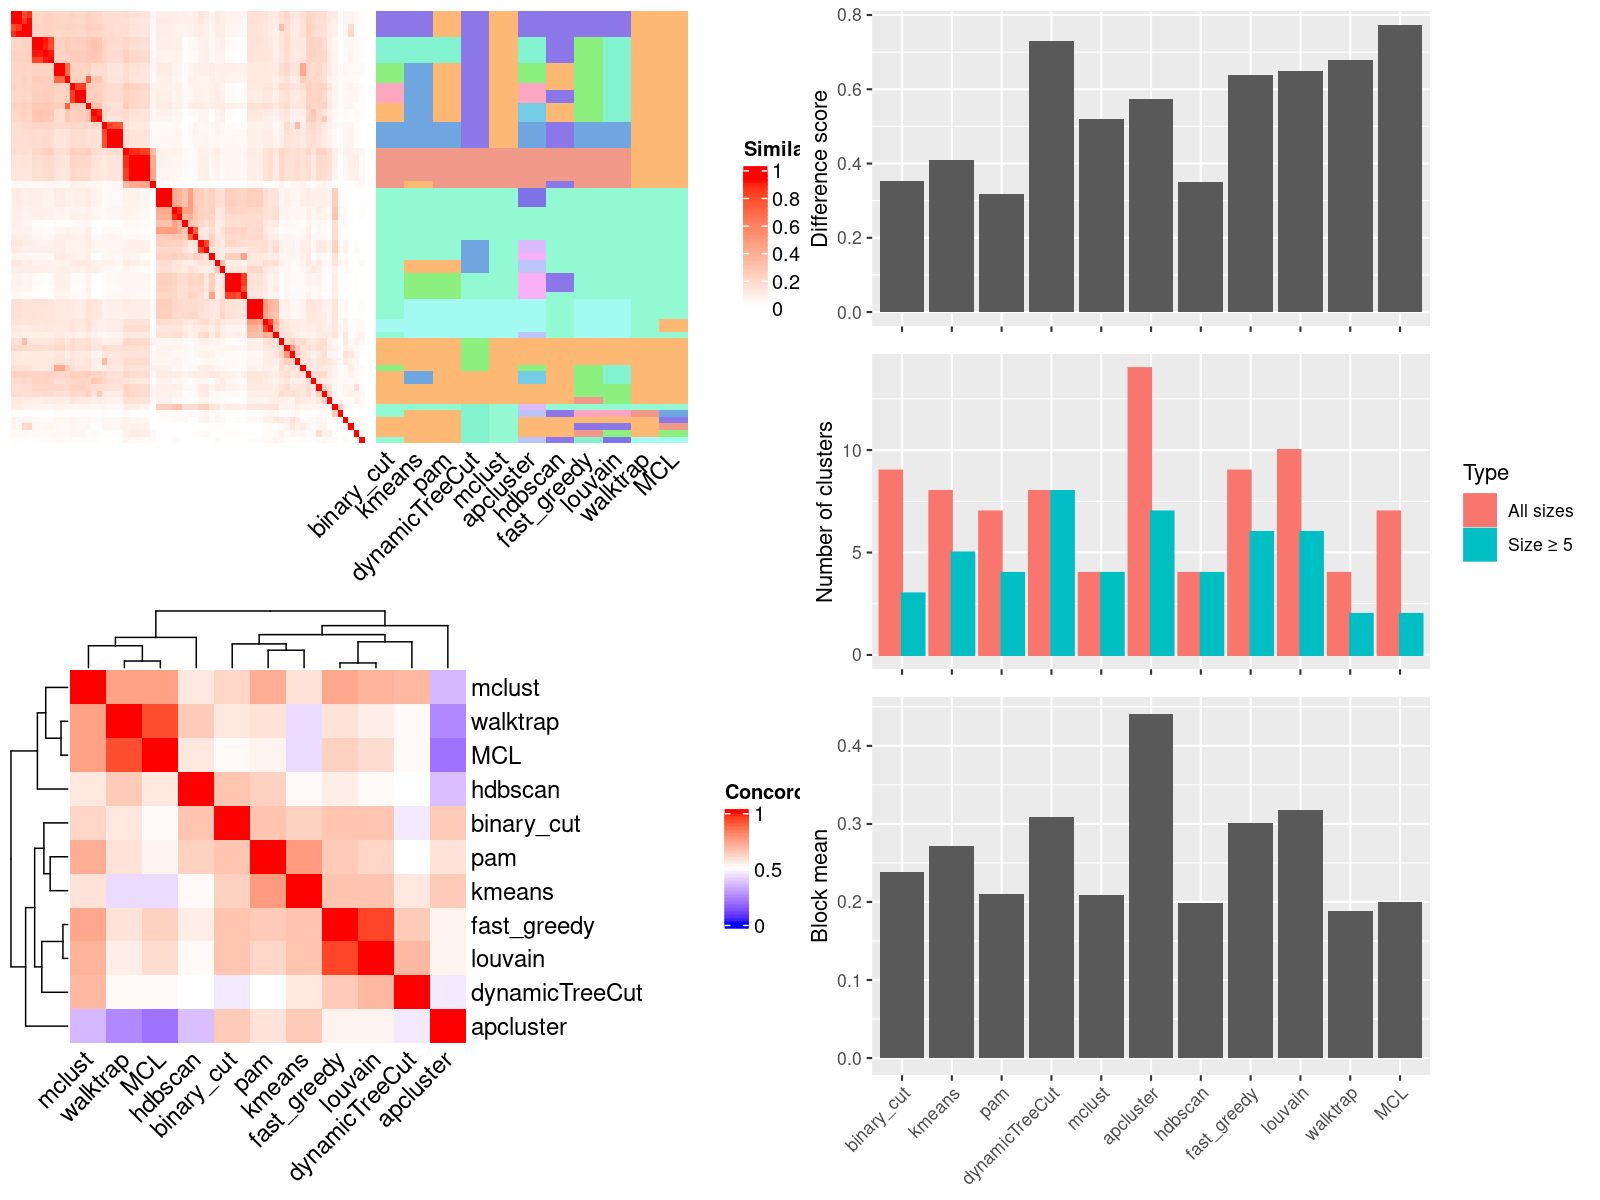 Simila
1
0.8
0.6
0.4
0.2
0
binary_cut
kmeans
pam
dynamicTreeCut
mclust
apcluster
hdbscan
fast_greedy
louvain
walktrap
MCL
mclust
walktrap
MCL
hdbscan
binary_cut
pam
kmeans
fast_greedy
louvain
dynamicTreeCut
apcluster
mclust
walktrap
MCL
hdbscan
binary_cut
pam
kmeans
fast_greedy
louvain
dynamicTreeCut
apcluster
Concord
1
0.5
0
Difference score
0.8
0.6
0.4
0.2
0.0
Number of clusters
10
5
0
Type
All sizes
Size ≥ 5
Block mean
0.4
0.3
0.2
0.1
0.0
binary_cut
kmeans
pam
dynamicTreeCut
mclust
apcluster
hdbscan
fast_greedy
louvain
walktrap
MCL